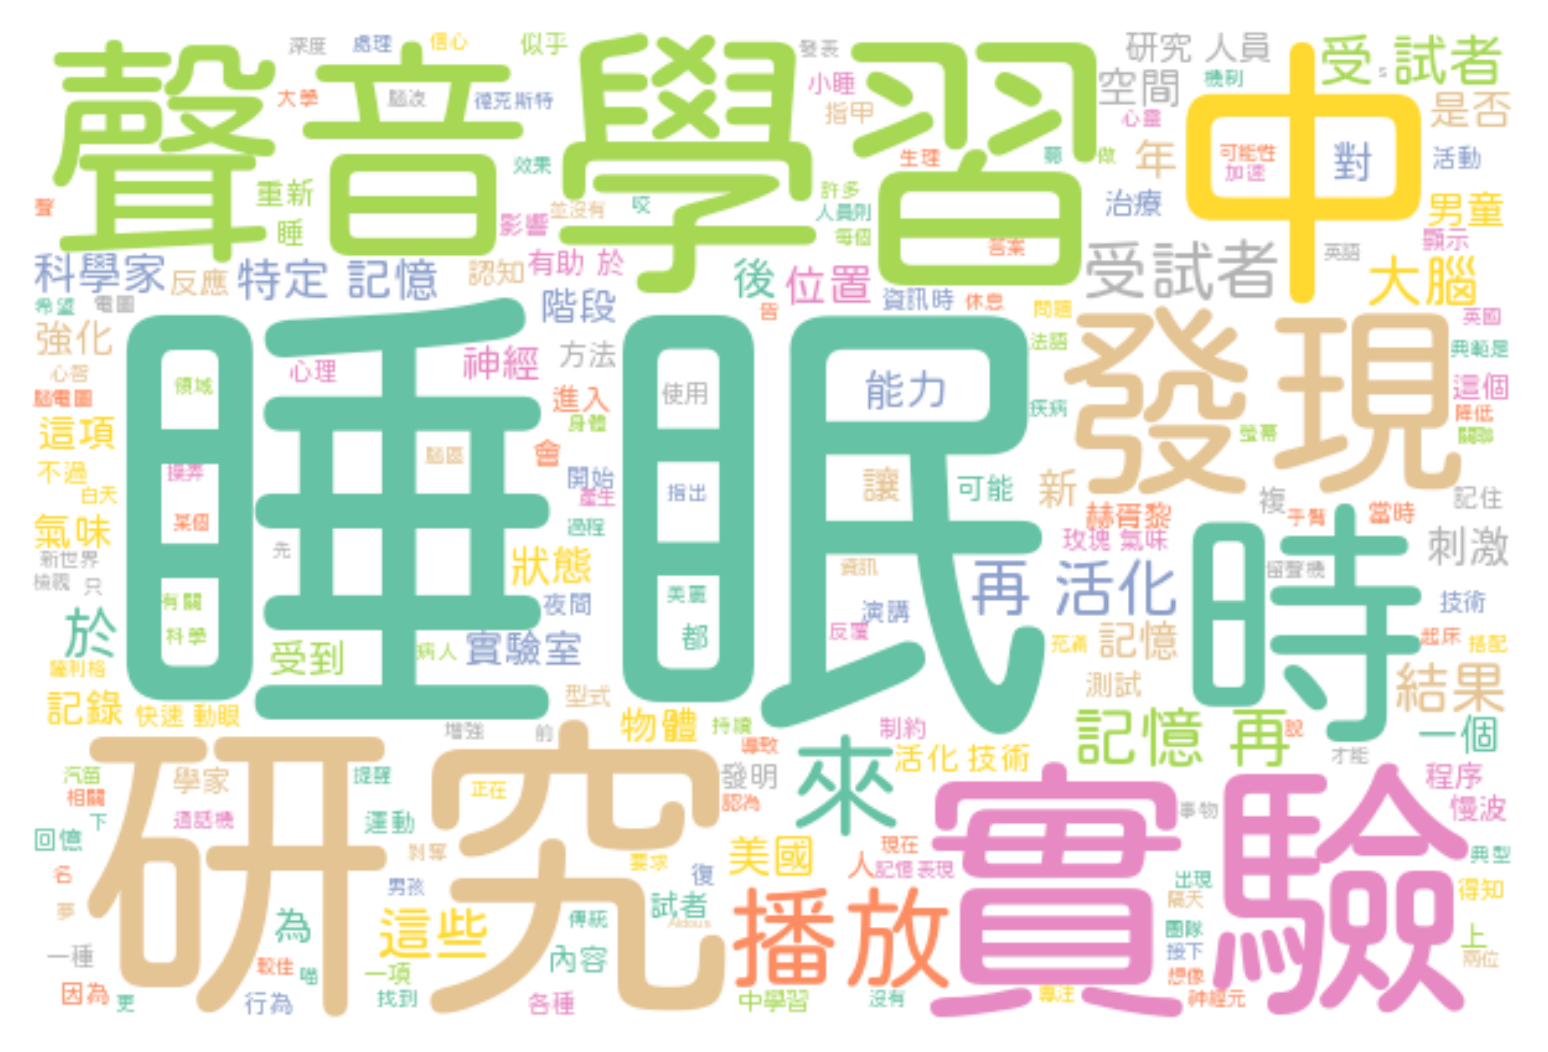 聲音
學習
中
睡眠
發現
時
研究
實驗
播放
來
深度
處理
信心
似乎
發表
研究 人員
受 試者
大學
腦波
德克斯特
小睡
指甲
空間
機制
心靈
是否
效果
生理
做
年
可能性
加速
對
活動
聲
重新
睡
影響
並沒有
咬
許多
人員則
每個
治療
男童
顯示
答案
英語
科學家
反應
特定 記憶
認知
有助 於
後
位置
受試者
大腦
希望
電圖
階段
皆
資訊時
休息
問題
英國
強化
心理
神經
方法
法語
典範是
心習
領域
使用
能力
這個
腦電圖
進入
身體
疾病
降低
這項
腦區
會
螢幕
關聯
不過
操弄
開始
產生
指出
讓
可能
新
複
記住
白天
某個
赫胥黎
手臂
當時
氣味
過程
玫瑰 氣味
刺激
新世界
先
狀態
資訊
留聲機
檢視
只
有關
夜間
美麗
演講
再 活化
技術
於
科學
都
反覆
記憶
起床
搭配
受到
病人
實驗室
充滿
薩利格
型式
測試
結果
記錄
快速 動眼
增強
前
物體
持續
制約
記憶 再
說
一個
導致
活化 技術
才能
汽苗
學家
提醒
正在
發明
程序
相關
認為
慢波
下
通話機
運動
事物
回憶
剝奪
要求
美國
現在
典型
名
男孩
復
人
記憶 表現
出現
得知
夢
為
這些
傳統
試者
Aldous
隔天
團隊
上
一種
較佳
喵
一項
內容
接下
兩位
因為
更
行為
找到
各種
中學習
沒有
專注
想像
神經元